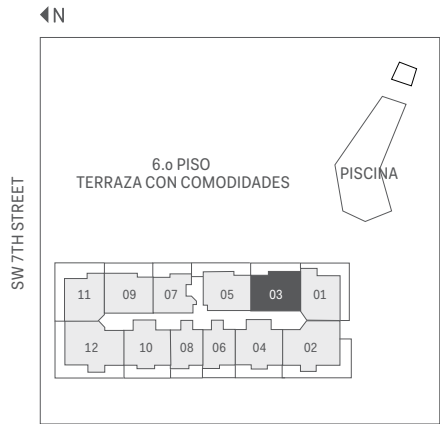 N
SW 7TH STREET
6.o PISO
TERRAZA CON COMODIDADES
PISCINA
11 09 07 05 03 01
12 10 08 06 04 02